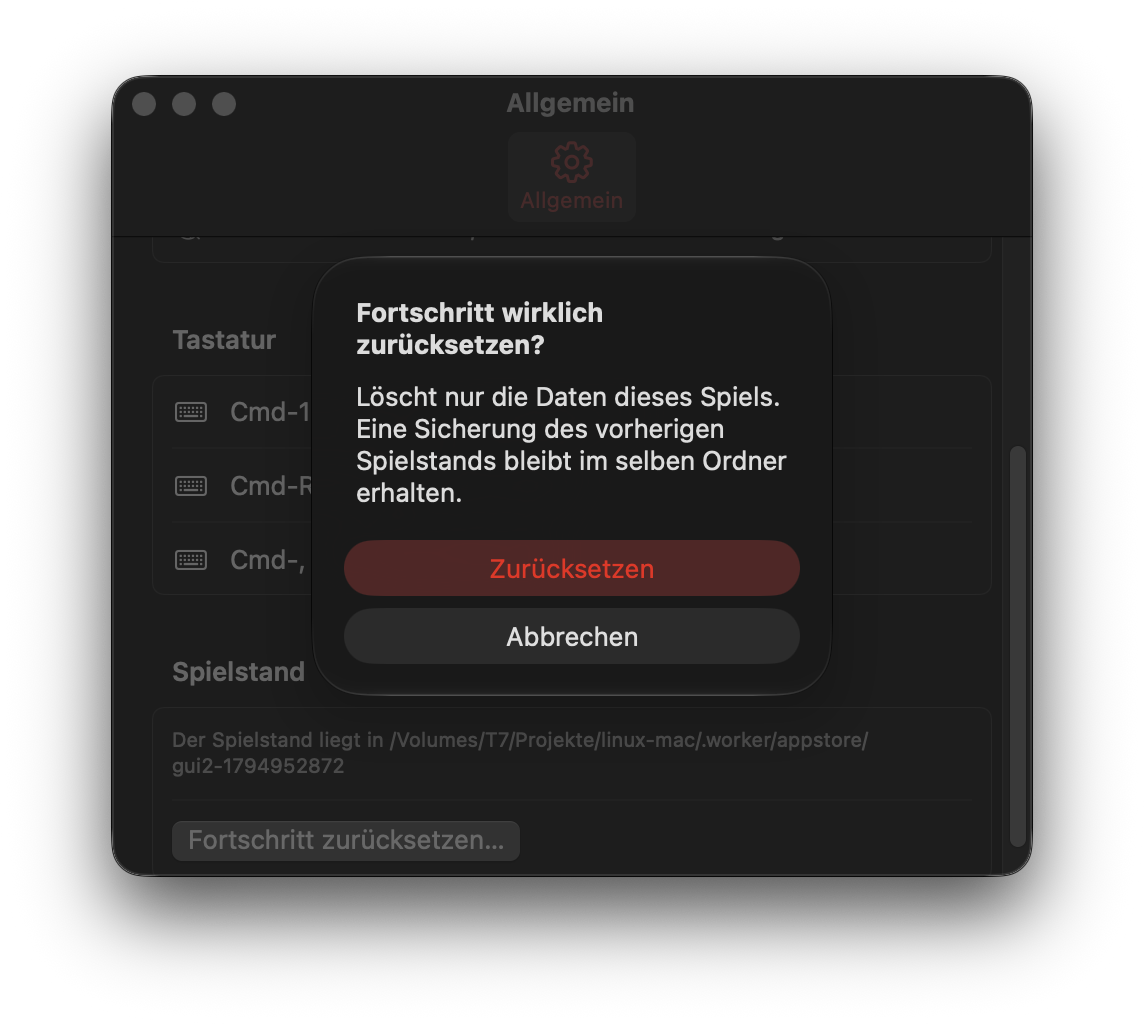 Allgemein
Allgemein
Fortschritt wirklich
zurücksetzen?
Löscht nur die Daten dieses Spiels.
Eine Sicherung des vorherigen
Spielstands bleibt im selben Ordner
erhalten.
Zurücksetzen
Abbrechen
Tastatur
Cmd-1
Cmd-R
Cmd-,
Spielstand
Der Spielstand liegt in /Volumes/T7/Projekte/linux-mac/.worker/appstore/
gui2-1794952872
Fortschritt zurücksetzen...